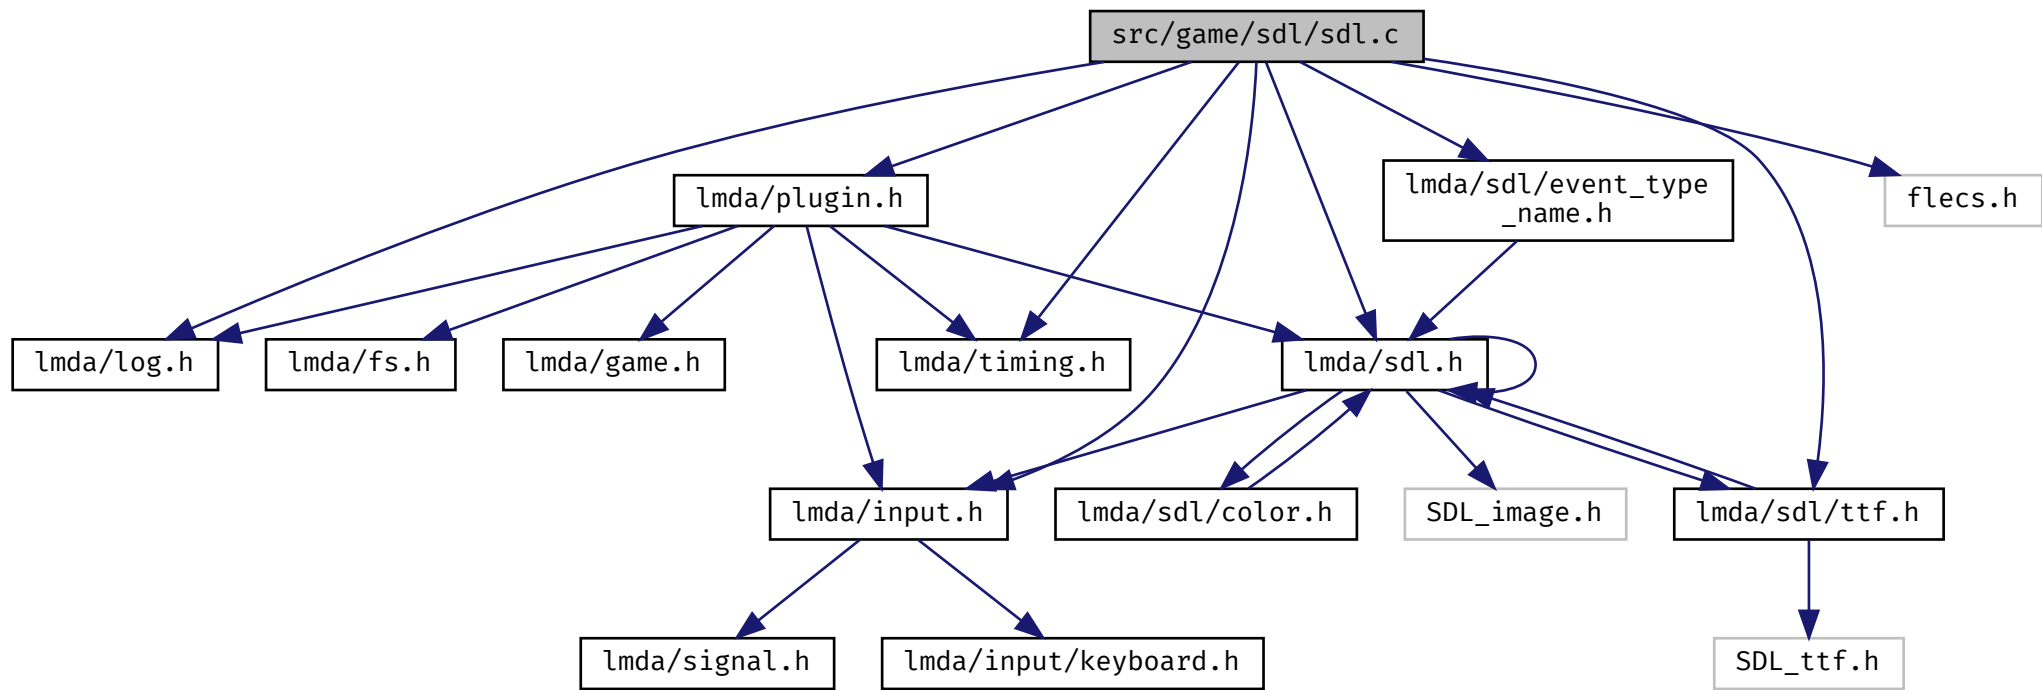 src/game/sdl/sdl.c
lmda/plugin.h
lmda/sdl/event_type
_name.h
flecs.h
lmda/log.h
lmda/fs.h
lmda/game.h
lmda/timing.h
lmda/sdl.h
lmda/input.h
lmda/sdl/color.h
SDL_image.h
lmda/sdl/ttf.h
lmda/signal.h
lmda/input/keyboard.h
SDL_ttf.h